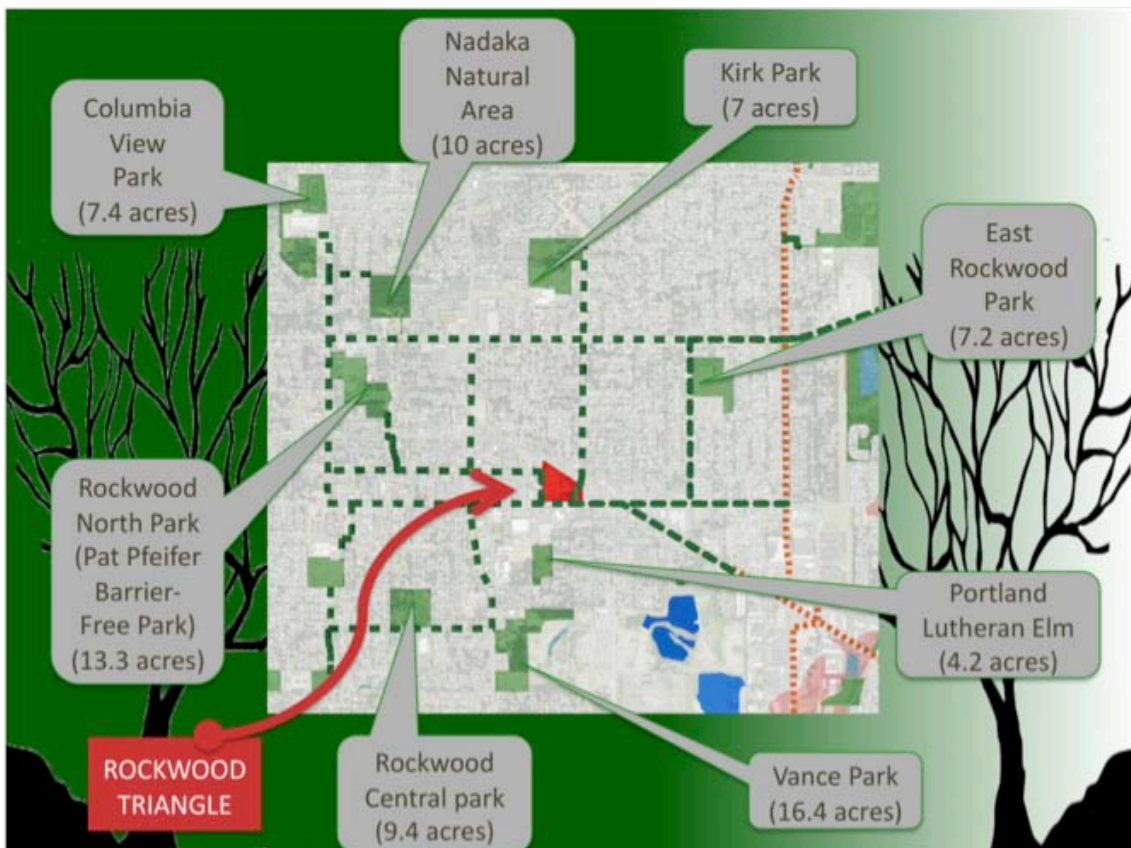 Nadaka
Natural
Area
(10 acres)
Kirk Park
(7 acres)
Columbia
View
Park
(7.4 acres)
East
Rockwood
Park
(7.2 acres)
Rockwood
North Park
(Pat Pfeifer
Barrier-
Free Park)
(13.3 acres)
Portland
Lutheran Elm
(4.2 acres)
ROCKWOOD
TRIANGLE
Rockwood
Central park
(9.4 acres)
Vance Park
(16.4 acres)